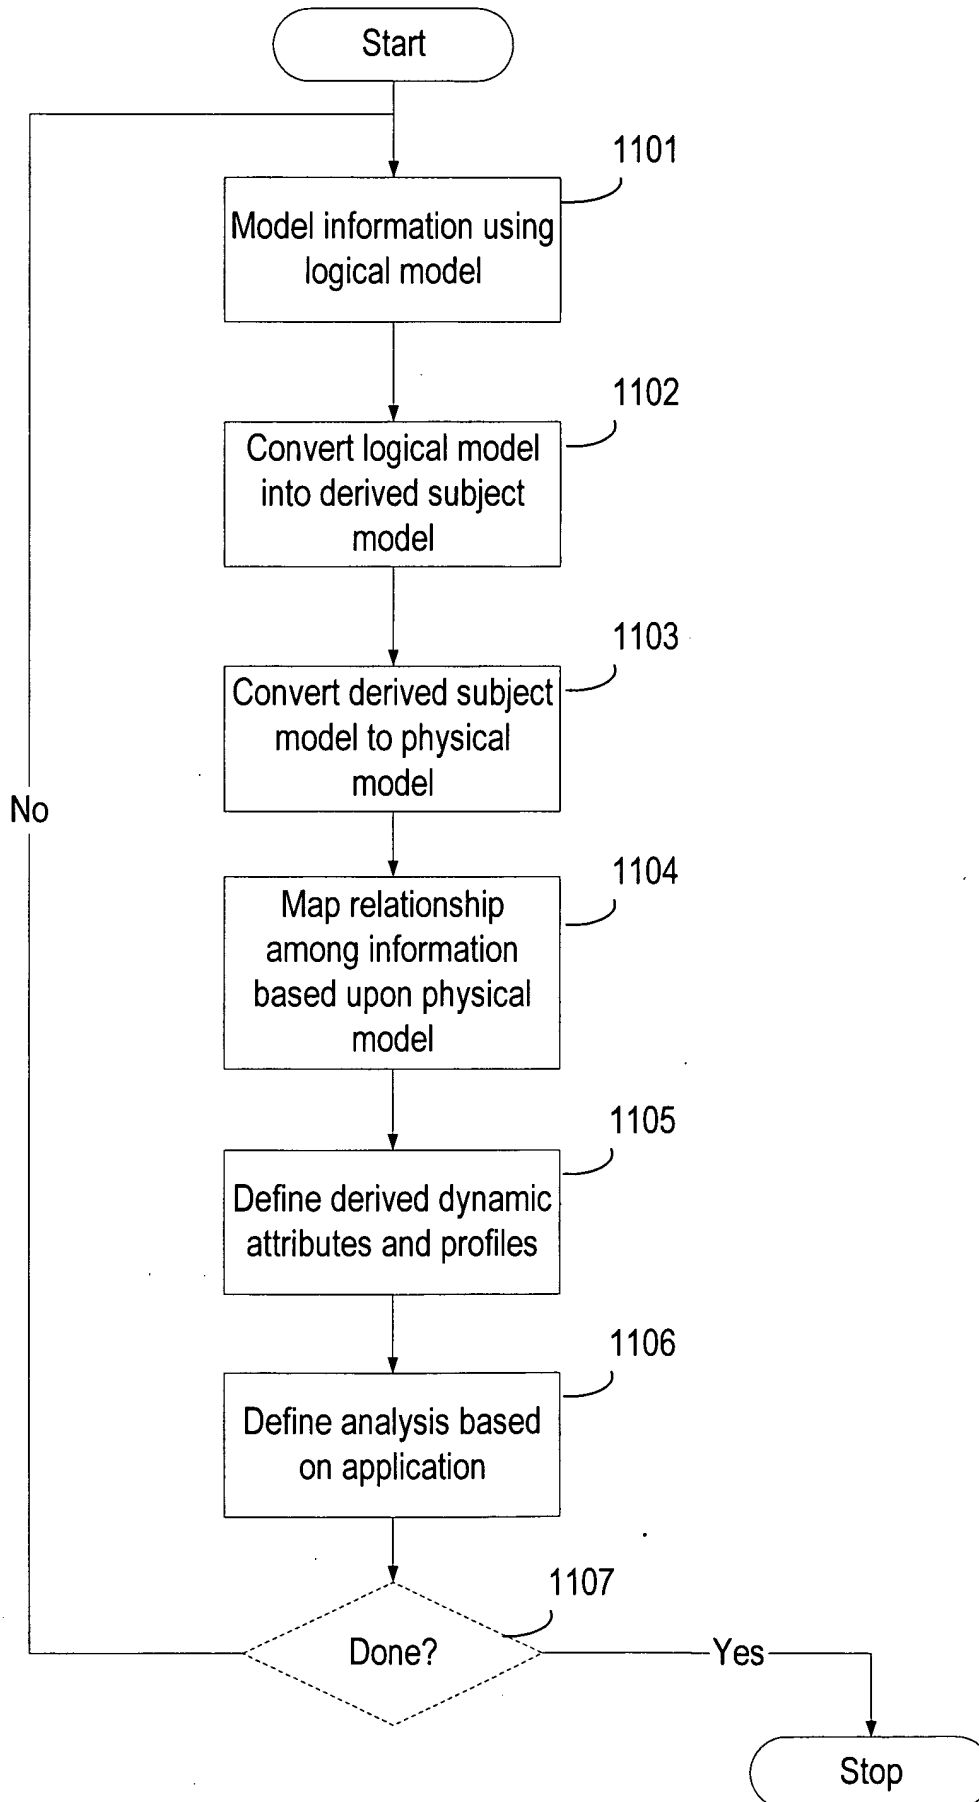 Start
1101
Model information using
logical model
1102
Convert logical model
into derived subject
model
1103
Convert derived subject
model to physical
model
No
1104
Map relationship
among information
based upon physical
model
1105
Define derived dynamic
attributes and profiles
1106
Define analysis based
on application
1107
Done?
Yes
Stop